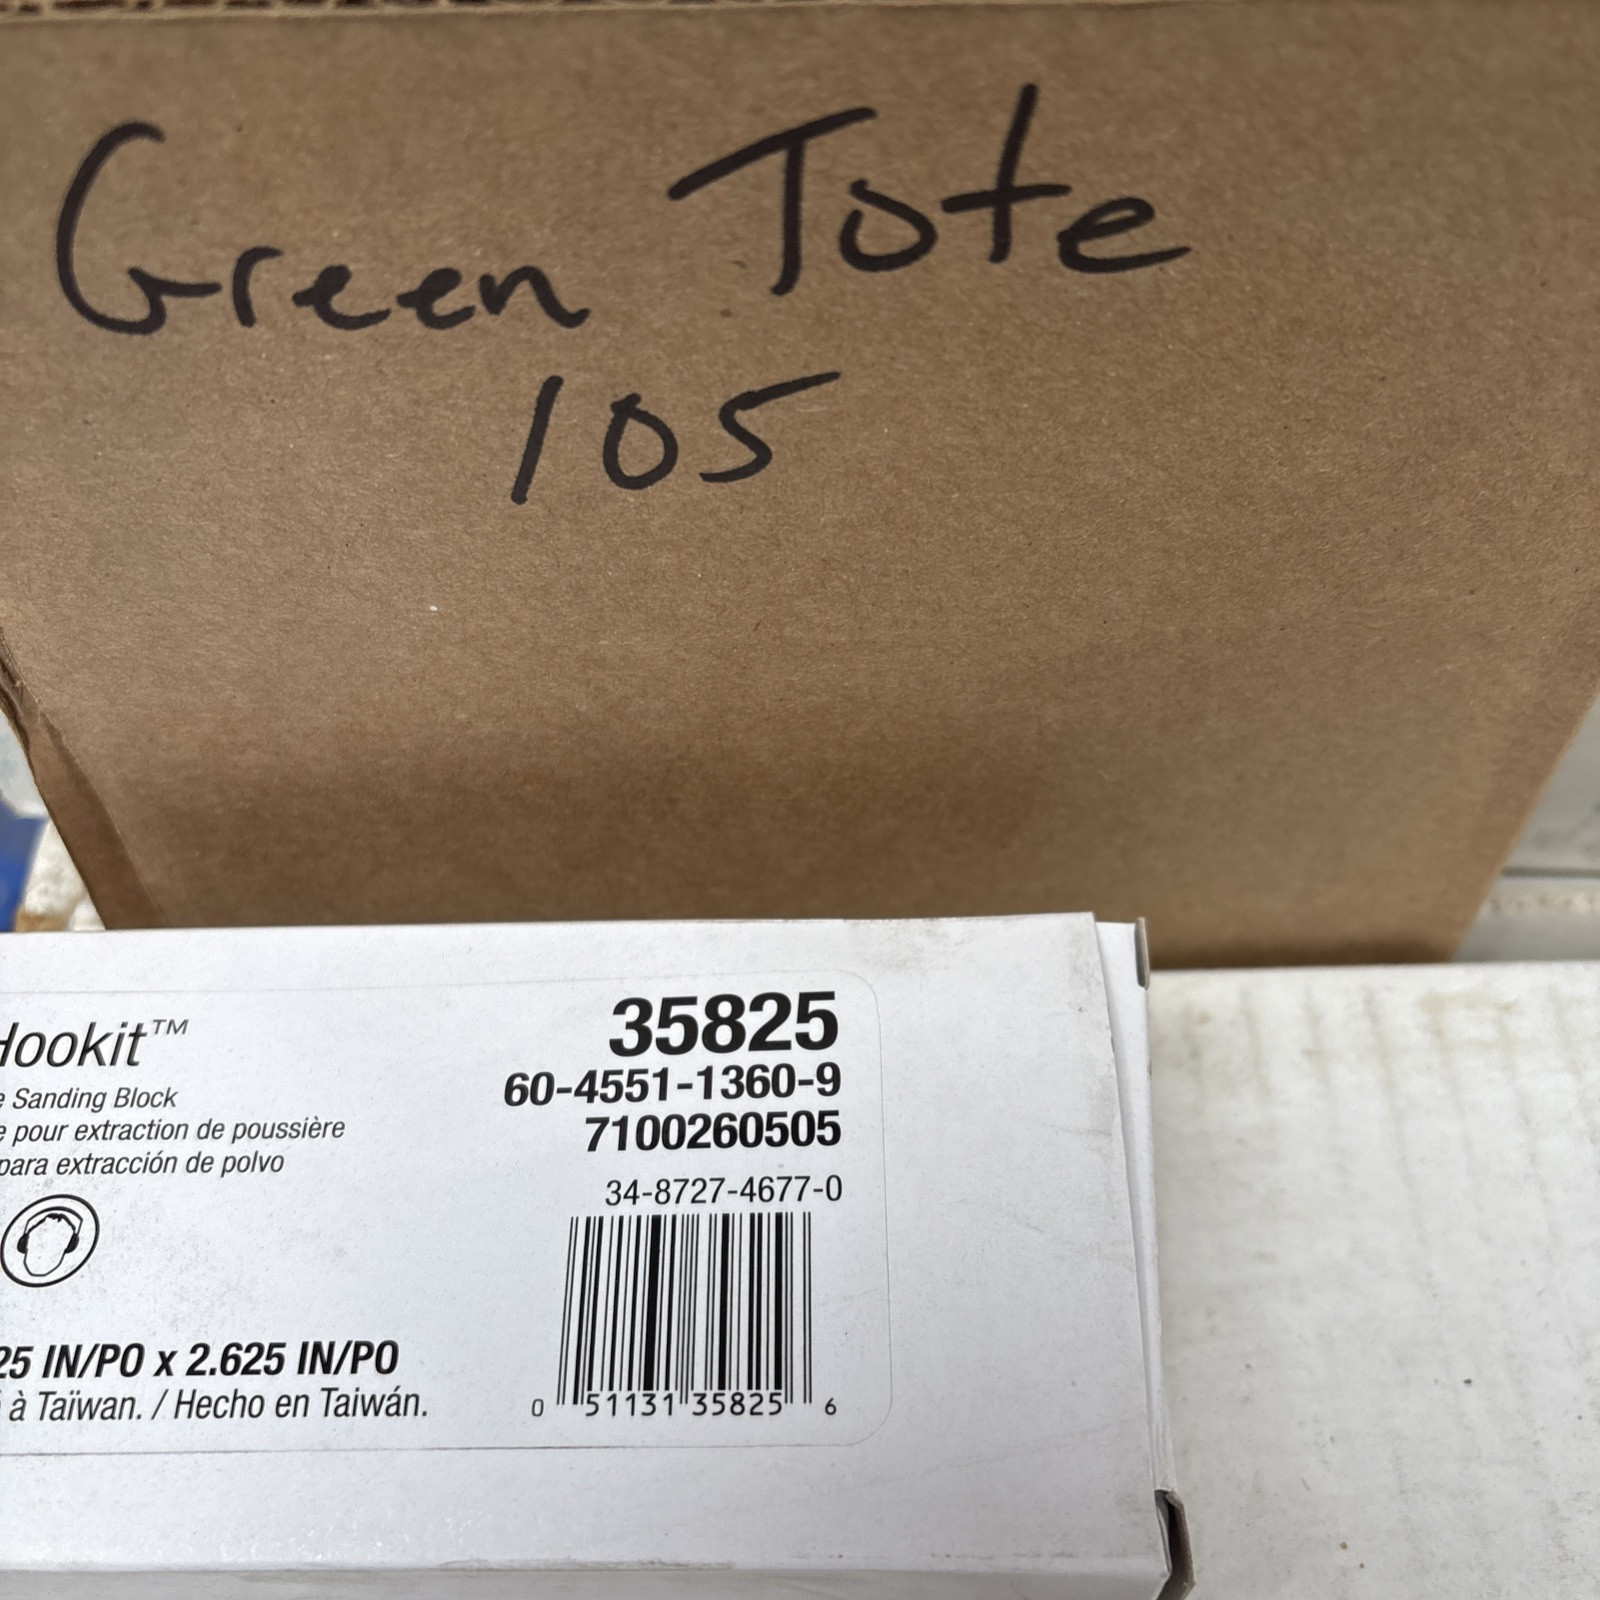 Green Tote
105
Hookit™
35825
60-4551-1360-9
Sanding Block
7100260505
pour extraction de poussière
para extracción de polvo
34-8727-4677-0
25 IN/PO x 2.625 IN/PO
à Taïwan. / Hecho en Taiwán.
0 51131 35825 6